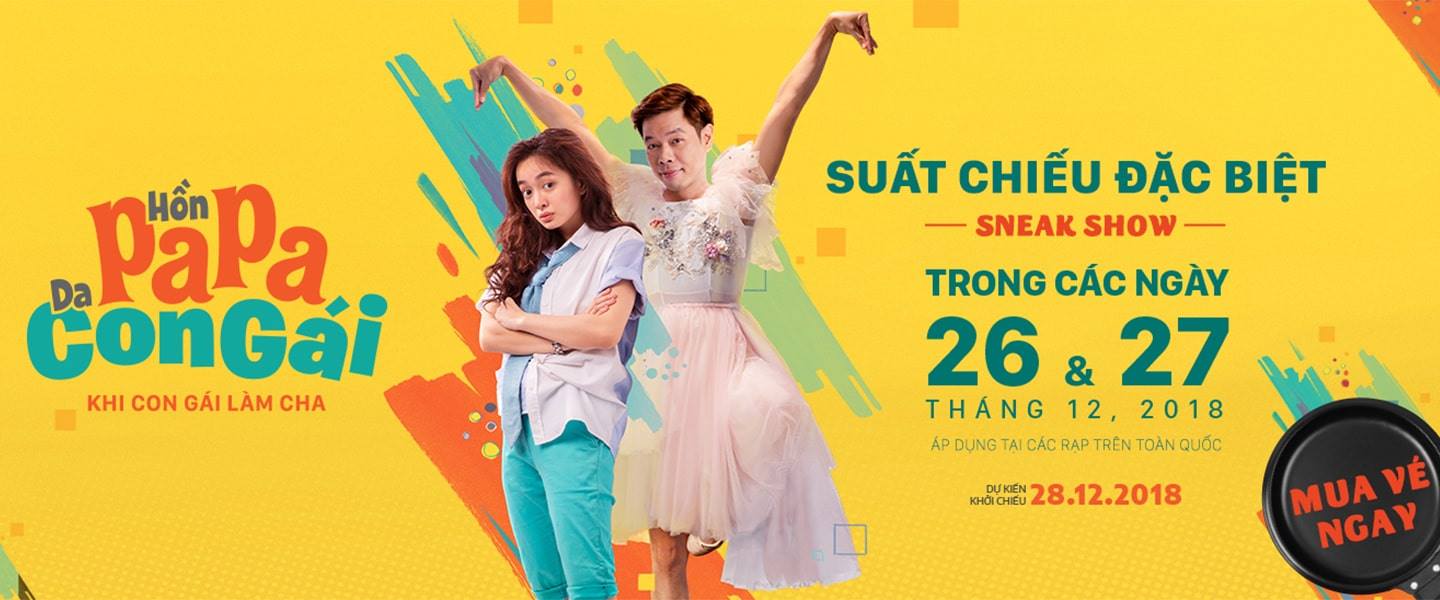 Hồn
PaPa
Da
ConGái
KHI CON GÁI LÀM CHA
SUẤT CHIẾU ĐẶC BIỆT
SNEAK SHOW
TRONG CÁC NGÀY
26 & 27
THÁNG 12, 2018
ÁP DỤNG TẠI CÁC RẠP TRÊN TOÀN QUỐC
DỰ KIẾN
KHỞI CHIẾU 28.12.2018
MUA VÉ
NGAY